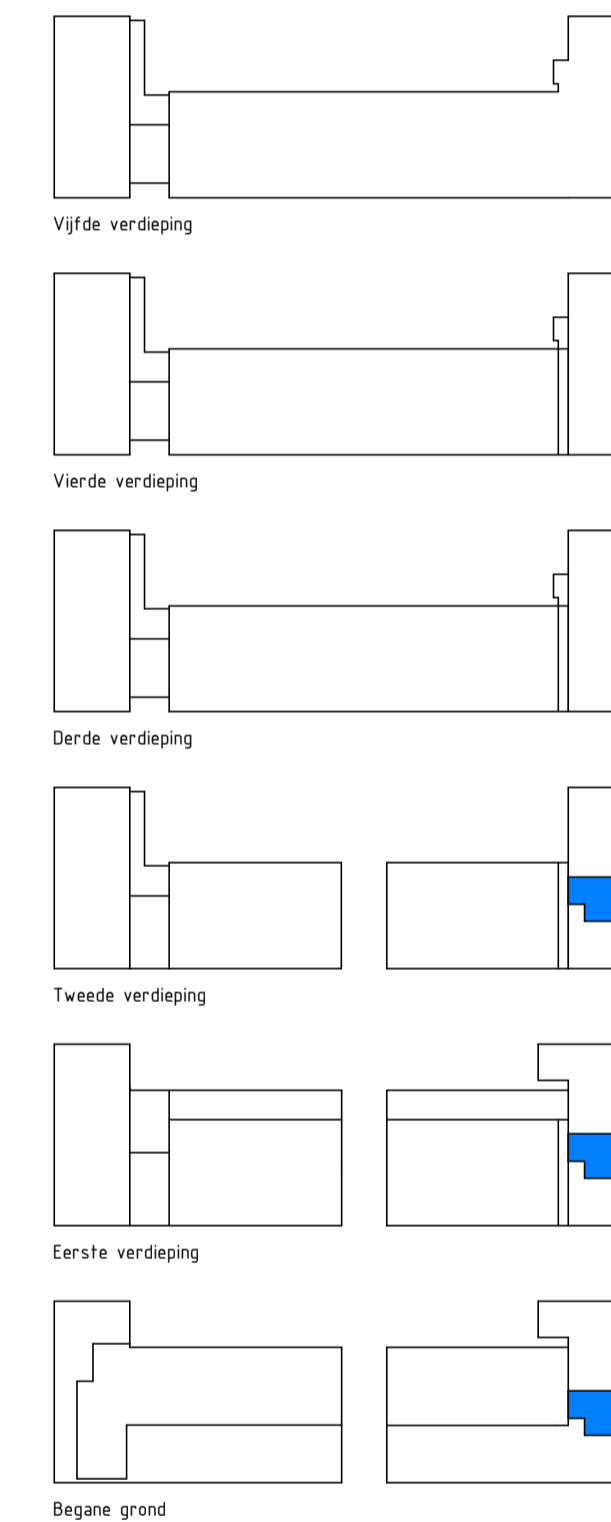 Vijfde verdieping
Vierde verdieping
Derde verdieping
Tweede verdieping
Eerste verdieping
Begane grond